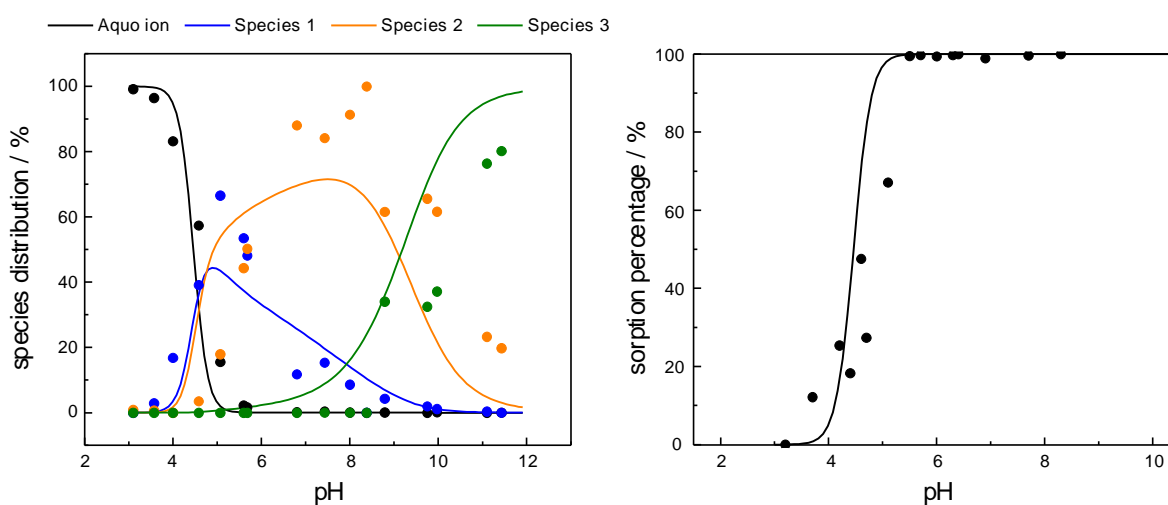 Aquo ion Species 1 Species 2 Species 3
species distribution / %
100
80
60
40
20
0
2 4 6 8 10 12
pH
sorption percentage / %
100
80
60
40
20
0
2 4 6 8 10
pH